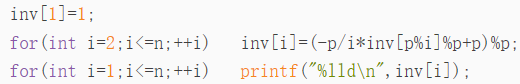 inv[1]=1;
for(int i=2;i<=n;++i)   inv[i]=(-p/i*inv[p%i]%p+p)%p;
for(int i=1;i<=n;++i)   printf("%lld\n",inv[i]);